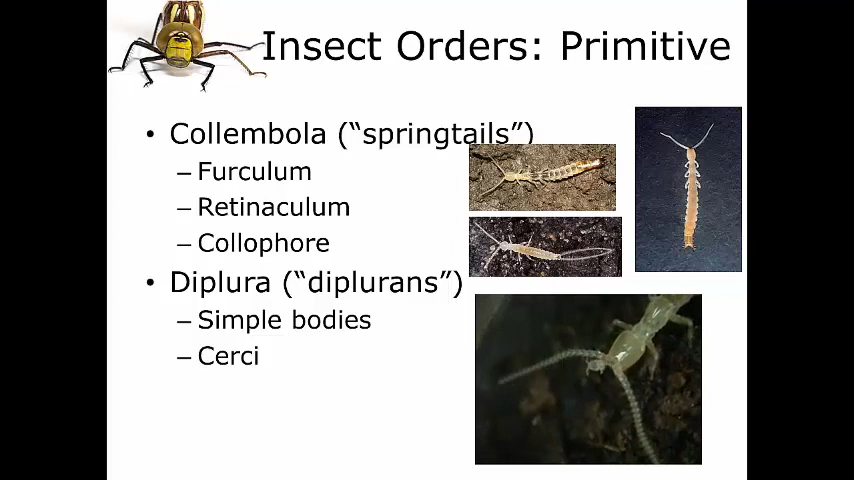 Insect Orders: Primitive
• Collembola (“springtails”)
– Furculum
– Retinaculum
– Collophore
• Diplura (“diplurans”)
– Simple bodies
– Cerci